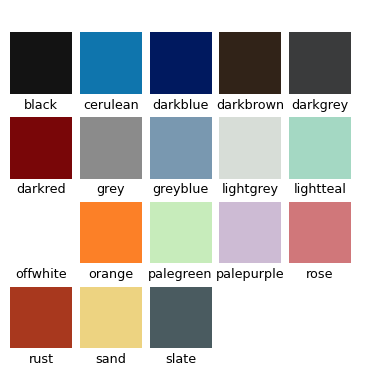 black cerulean darkblue darkbrown darkgrey
darkred grey greyblue lightgrey lightteal
offwhite orange palegreen palepurple rose
rust sand slate